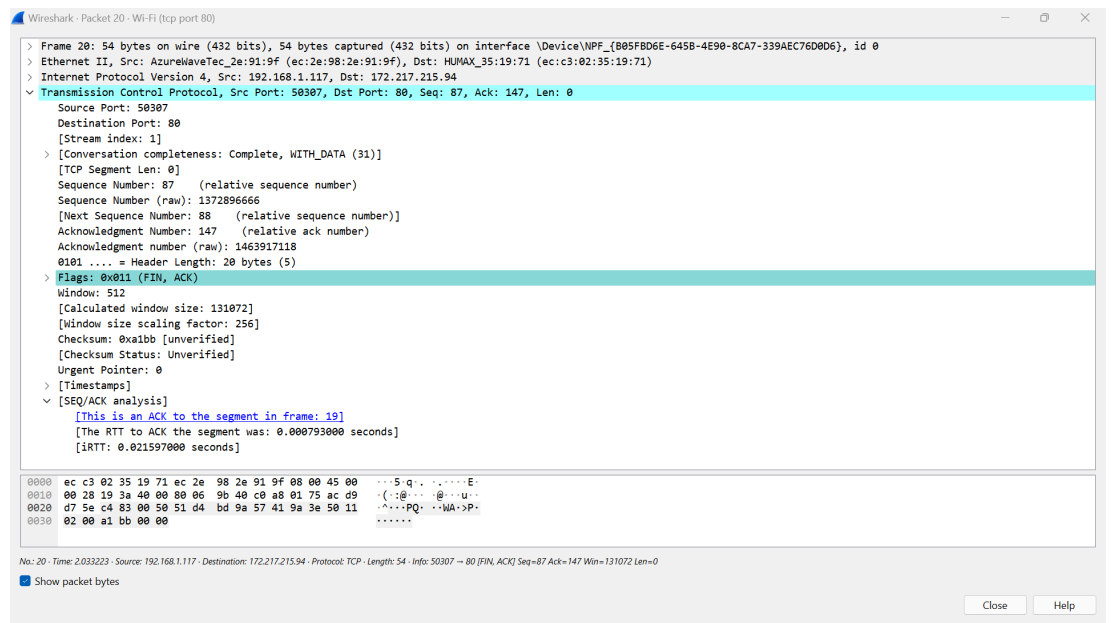 Wireshark · Packet 20 · Wi-Fi (tcp port 80)
Frame 20: 54 bytes on wire (432 bits), 54 bytes captured (432 bits) on interface \Device\NPF_{B05FBD6E-645B-4E90-8CA7-339AEC76D0D6}, id 0
Ethernet II, Src: AzureWaveTec_2e:91:9f (ec:2e:98:2e:91:9f), Dst: HUMAX_35:19:71 (ec:c3:02:35:19:71)
Internet Protocol Version 4, Src: 192.168.1.117, Dst: 172.217.215.94
Transmission Control Protocol, Src Port: 50307, Dst Port: 80, Seq: 87, Ack: 147, Len: 0
Source Port: 50307
Destination Port: 80
[Stream index: 1]
[Conversation completeness: Complete, WITH_DATA (31)]
[TCP Segment Len: 0]
Sequence Number: 87    (relative sequence number)
Sequence Number (raw): 1372896666
[Next Sequence Number: 88    (relative sequence number)]
Acknowledgment Number: 147    (relative ack number)
Acknowledgment number (raw): 1463917118
0101 .... = Header Length: 20 bytes (5)
Flags: 0x011 (FIN, ACK)
Window: 512
[Calculated window size: 131072]
[Window size scaling factor: 256]
Checksum: 0xa1bb [unverified]
[Checksum Status: Unverified]
Urgent Pointer: 0
[Timestamps]
[SEQ/ACK analysis]
[This is an ACK to the segment in frame: 19]
[The RTT to ACK the segment was: 0.000793000 seconds]
[iRTT: 0.021597000 seconds]
0000  ec c3 02 35 19 71 ec 2e  98 2e 91 9f 08 00 45 00   ···5·q·. ·.····E·
0010  00 28 19 3a 40 00 80 06  9b 40 c0 a8 01 75 ac d9   ·(·:@··· ·@···u··
0020  d7 5e c4 83 00 50 51 d4  bd 9a 57 41 9a 3e 50 11   ·^···PQ· ··WA·>P·
0030  02 00 a1 bb 00 00   ······
No.: 20 · Time: 2.033223 · Source: 192.168.1.117 · Destination: 172.217.215.94 · Protocol: TCP · Length: 54 · Info: 50307 → 80 [FIN, ACK] Seq=87 Ack=147 Win=131072 Len=0
Show packet bytes
Close
Help